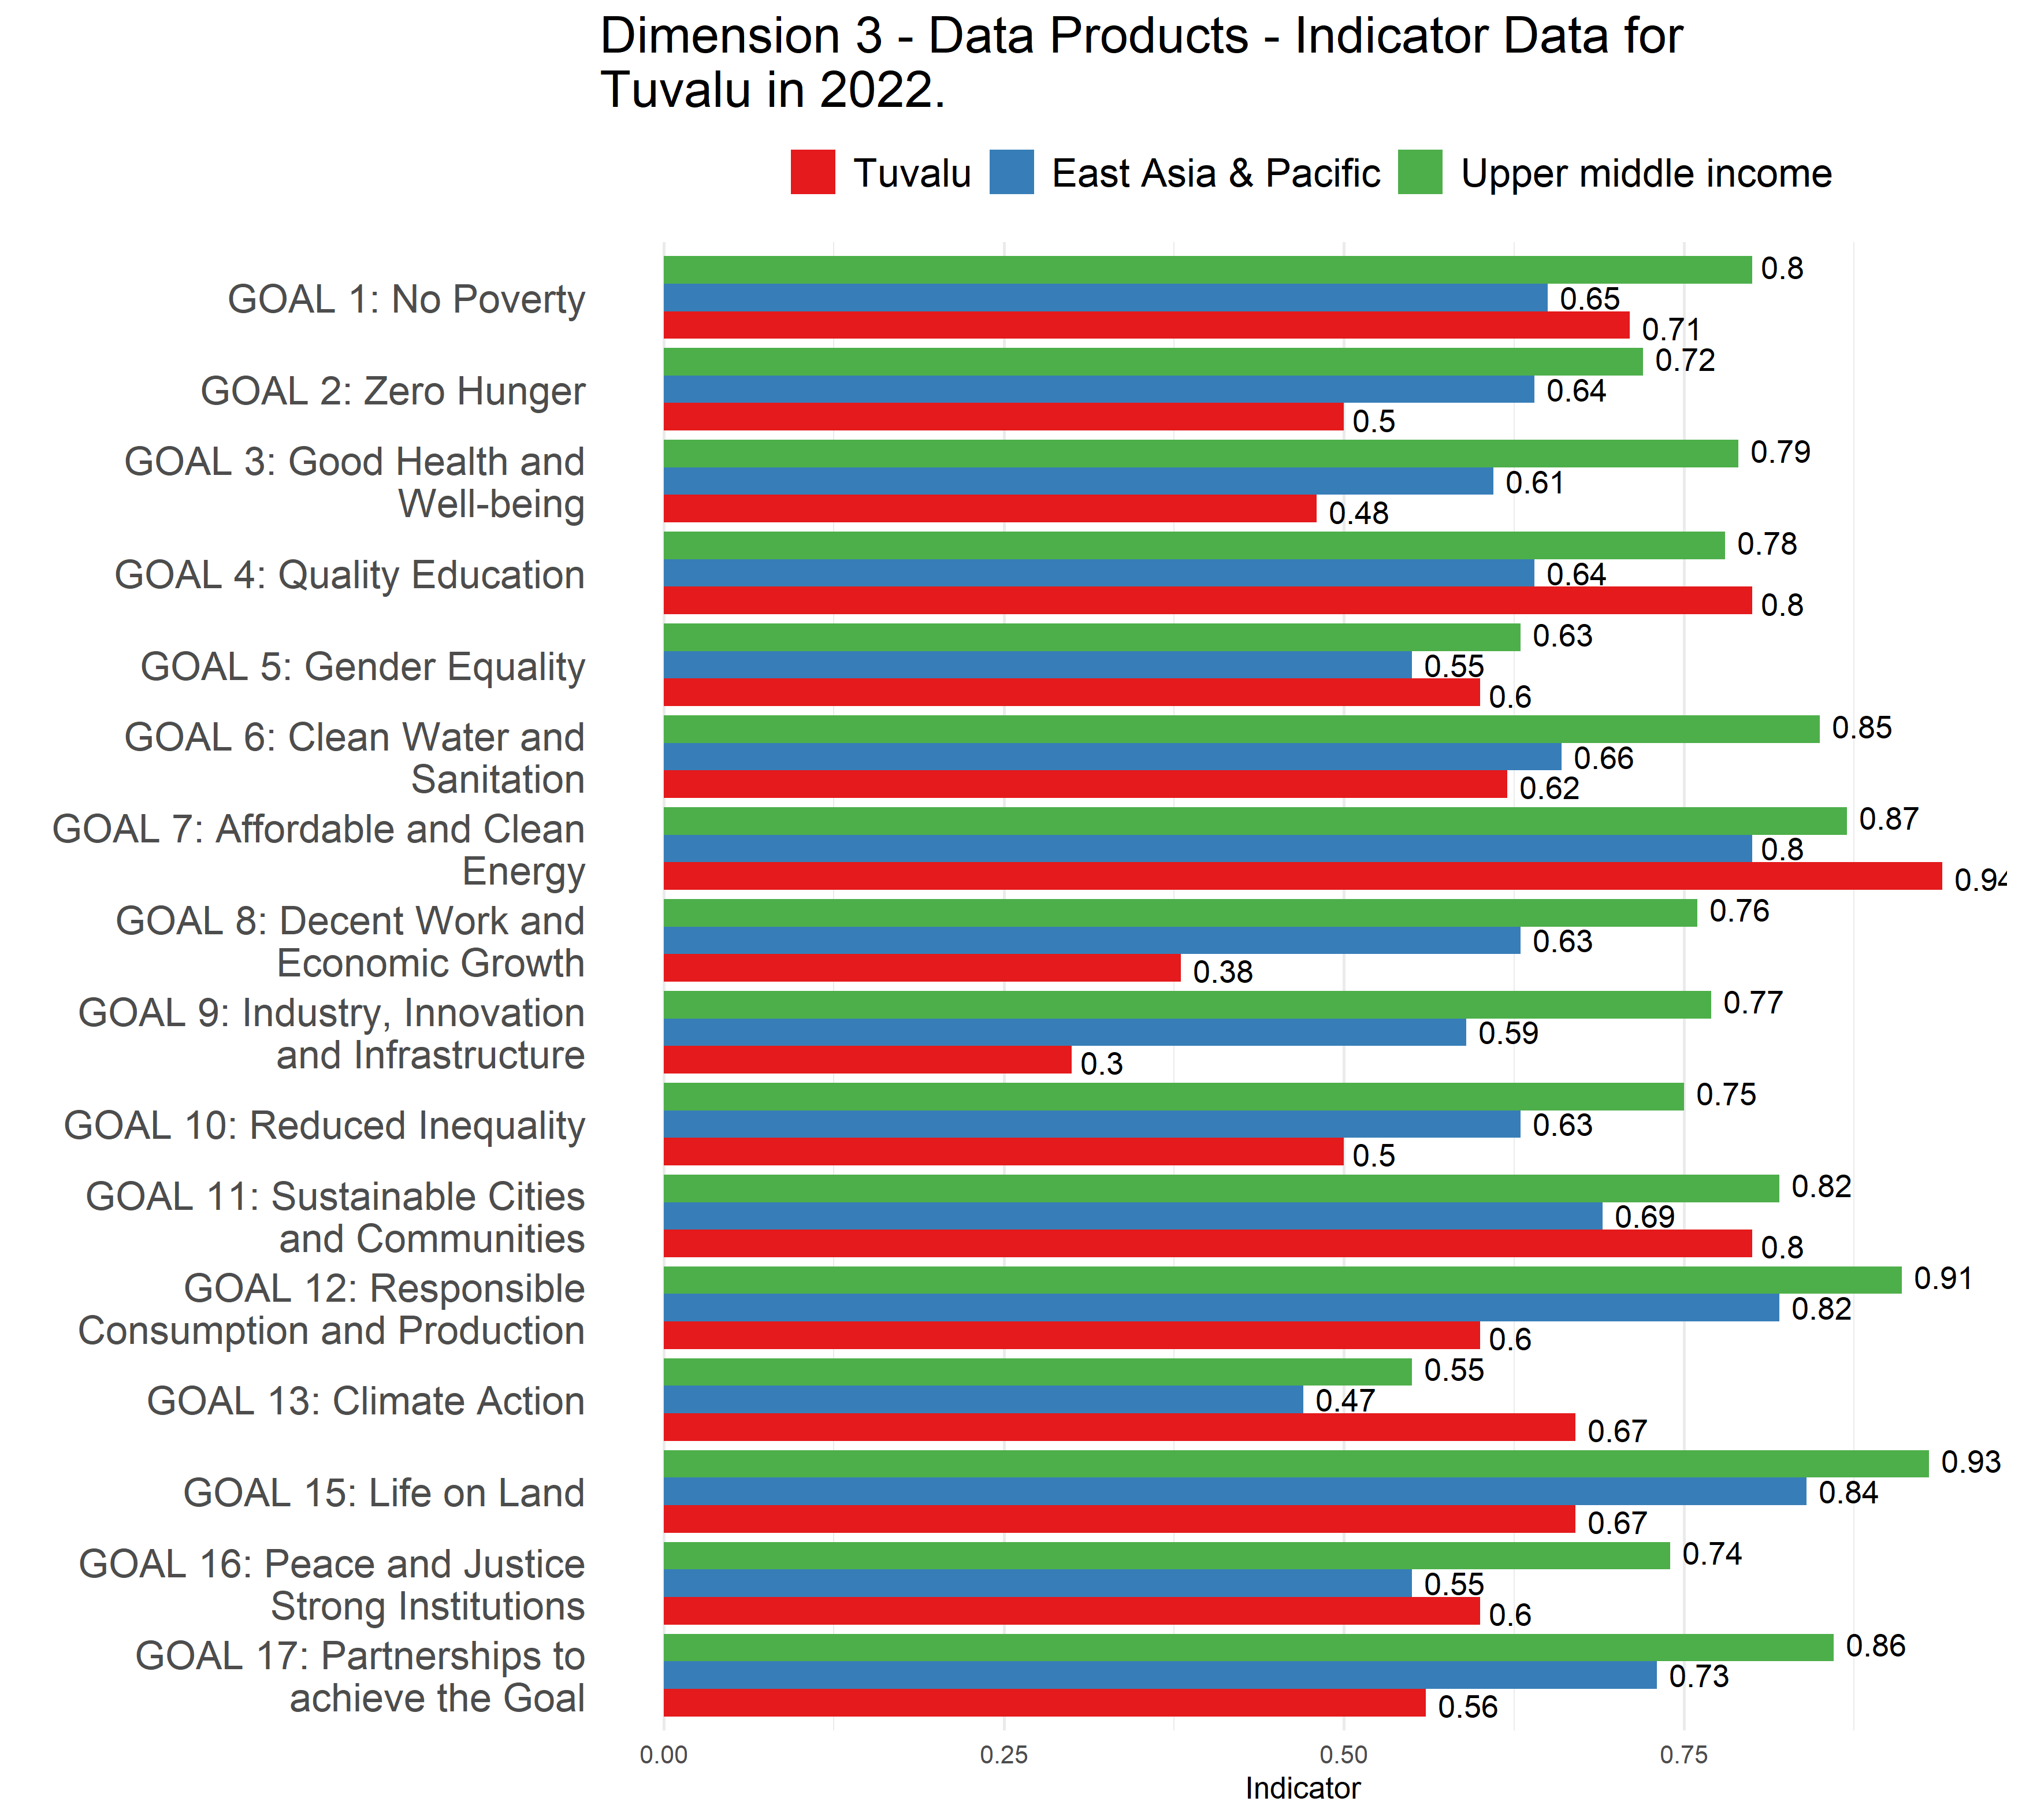 Dimension 3 - Data Products - Indicator Data for
Tuvalu in 2022.
Tuvalu East Asia & Pacific Upper middle income
GOAL 1: No Poverty
0.8
0.65
0.71
GOAL 2: Zero Hunger
0.72
0.64
0.5
GOAL 3: Good Health and
Well-being
0.79
0.61
0.48
GOAL 4: Quality Education
0.78
0.64
0.8
GOAL 5: Gender Equality
0.63
0.55
0.6
GOAL 6: Clean Water and
Sanitation
0.85
0.66
0.62
GOAL 7: Affordable and Clean
Energy
0.87
0.8
0.94
GOAL 8: Decent Work and
Economic Growth
0.76
0.63
0.38
GOAL 9: Industry, Innovation
and Infrastructure
0.77
0.59
0.3
GOAL 10: Reduced Inequality
0.75
0.63
0.5
GOAL 11: Sustainable Cities
and Communities
0.82
0.69
0.8
GOAL 12: Responsible
Consumption and Production
0.91
0.82
0.6
GOAL 13: Climate Action
0.55
0.47
0.67
GOAL 15: Life on Land
0.93
0.84
0.67
GOAL 16: Peace and Justice
Strong Institutions
0.74
0.55
0.6
GOAL 17: Partnerships to
achieve the Goal
0.86
0.73
0.56
0.00 0.25 0.50 0.75
Indicator